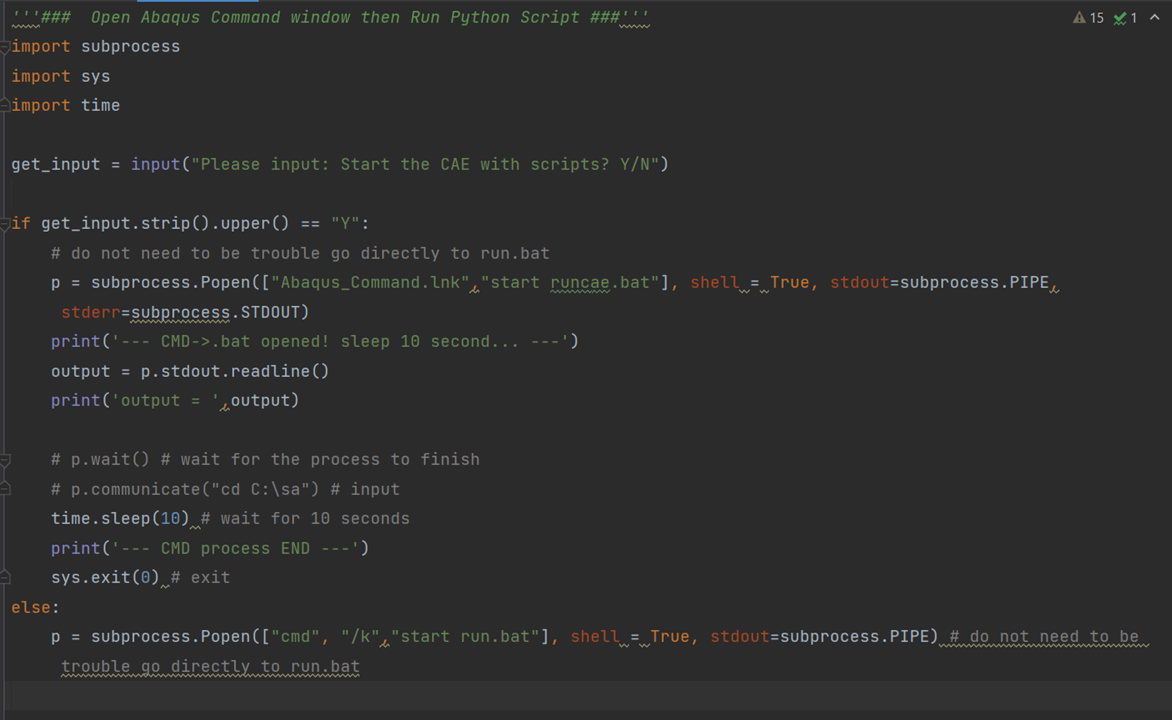 '''###  Open Abaqus Command window then Run Python Script ###'''
15 1
import subprocess
import sys
import time
get_input = input("Please input: Start the CAE with scripts? Y/N")
if get_input.strip().upper() == "Y":
# do not need to be trouble go directly to run.bat
p = subprocess.Popen(["Abaqus_Command.lnk","start runcae.bat"], shell = True, stdout=subprocess.PIPE,
stderr=subprocess.STDOUT)
print('--- CMD->.bat opened! sleep 10 second... ---')
output = p.stdout.readline()
print('output = ',output)
# p.wait() # wait for the process to finish
# p.communicate("cd C:\sa") # input
time.sleep(10) # wait for 10 seconds
print('--- CMD process END ---')
sys.exit(0) # exit
else:
p = subprocess.Popen(["cmd", "/k","start run.bat"], shell = True, stdout=subprocess.PIPE) # do not need to be
trouble go directly to run.bat